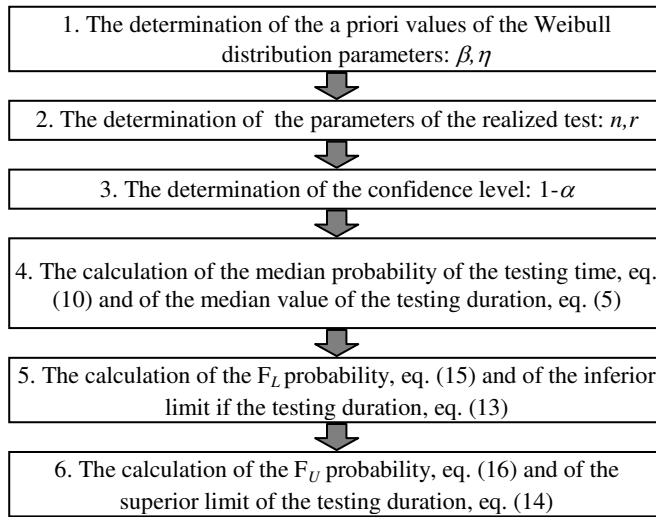 1. The determination of the a priori values of the Weibull
distribution parameters: β,η
2. The determination of the parameters of the realized test: n,r
3. The determination of the confidence level: 1-α
4. The calculation of the median probability of the testing time, eq.
(10) and of the median value of the testing duration, eq. (5)
5. The calculation of the F_L probability, eq. (15) and of the inferior
limit if the testing duration, eq. (13)
6. The calculation of the F_U probability, eq. (16) and of the
superior limit of the testing duration, eq. (14)